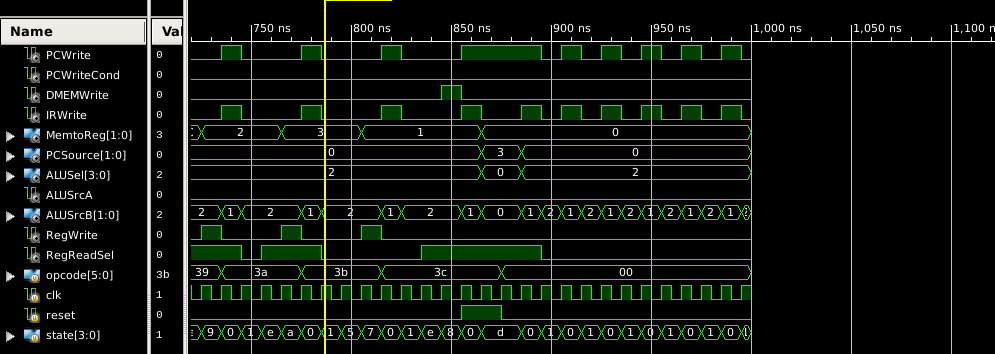 Name Val 750 ns 800 ns 850 ns 900 ns 950 ns 1,000 ns 1,050 ns 1,100 n
PCWrite 0
PCWriteCond 0
DMEMWrite 0
IRWrite 0
MemtoReg[1:0] 3 2 3 1 0
PCSource[1:0] 0 0 3 0
ALUSel[3:0] 2 2 0 2
ALUSrcA 0
ALUSrcB[1:0] 2 2 1 2 1 2 1 2 1 0 1 2 1 2 1 2 1 2 1 2 1
RegWrite 0
RegReadSel 0
opcode[5:0] 3b 39 3a 3b 3c 00
clk 1
reset 0
state[3:0] 1 9 0 1 e a 0 1 5 7 0 1 e 8 0 d 0 1 0 1 0 1 0 1 0 1 0